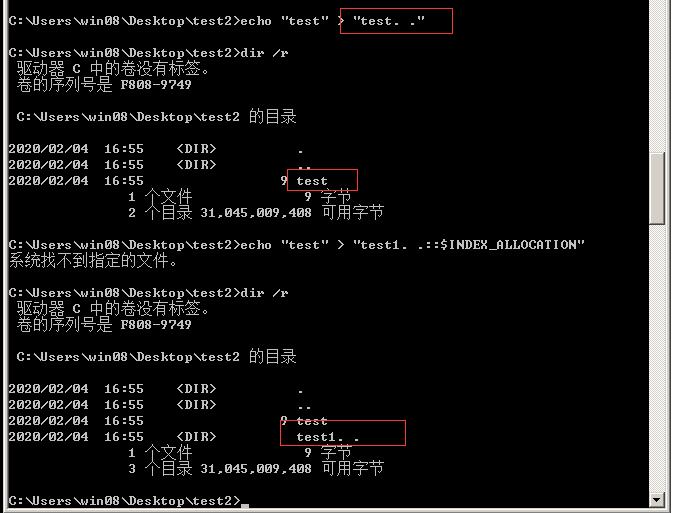 C:\Users\win08\Desktop\test2>echo "test" > "test. ."
C:\Users\win08\Desktop\test2>dir /r
驱动器 C 中的卷没有标签。
卷的序列号是 F808-9749
C:\Users\win08\Desktop\test2 的目录
2020/02/04  16:55    <DIR>          .
2020/02/04  16:55    <DIR>          ..
2020/02/04  16:55                 9 test
1 个文件              9 字节
2 个目录 31,045,009,408 可用字节
C:\Users\win08\Desktop\test2>echo "test" > "test1. .::$INDEX_ALLOCATION"
系统找不到指定的文件。
C:\Users\win08\Desktop\test2>dir /r
驱动器 C 中的卷没有标签。
卷的序列号是 F808-9749
C:\Users\win08\Desktop\test2 的目录
2020/02/04  16:55    <DIR>          .
2020/02/04  16:55    <DIR>          ..
2020/02/04  16:55                 9 test
2020/02/04  16:55    <DIR>          test1. .
1 个文件              9 字节
3 个目录 31,045,009,408 可用字节
C:\Users\win08\Desktop\test2>